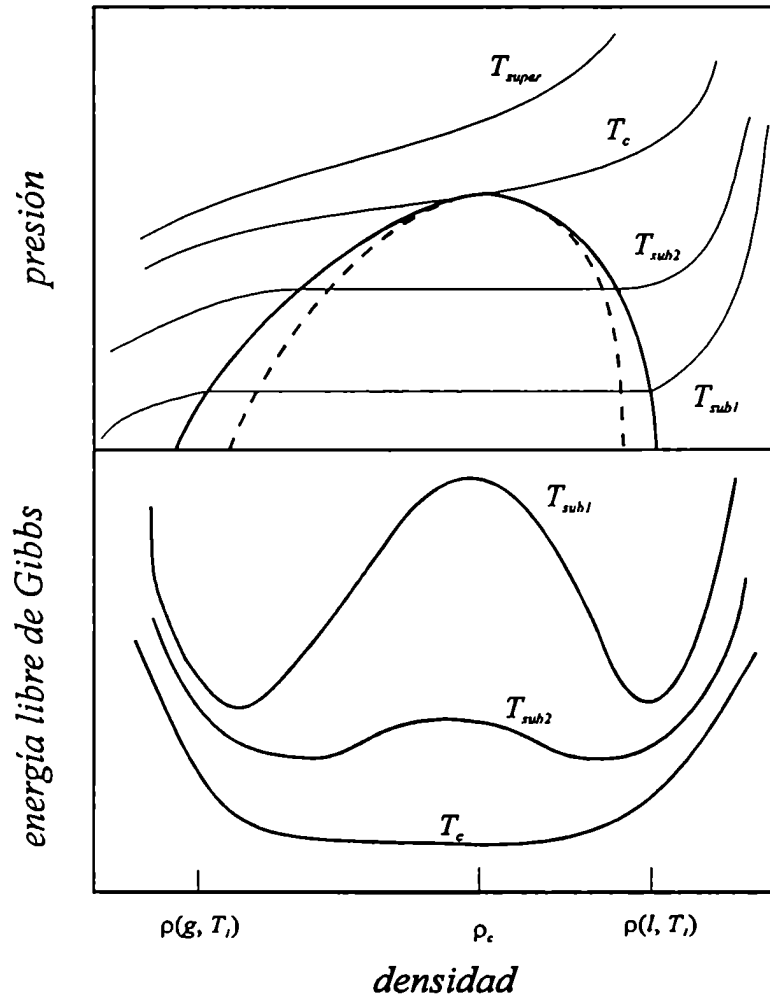 presión
T_super
T_c
T_sub2
T_sub1
energía libre de Gibbs
T_sub1
T_sub2
T_c
ρ(g, T_1) ρ_c ρ(l, T_1)
densidad